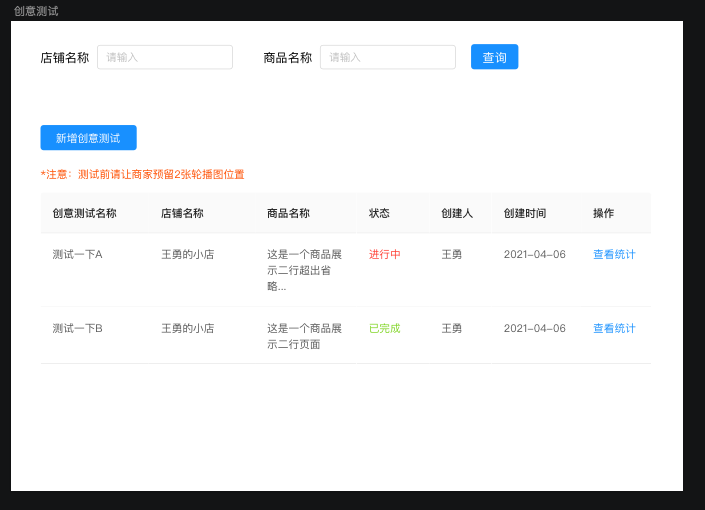 创意测试
店铺名称 请输入 商品名称 请输入 查询
新增创意测试
*注意：测试前请让商家预留2张轮播图位置
创意测试名称 店铺名称 商品名称 状态 创建人 创建时间 操作
测试一下A 王勇的小店 这是一个商品展 进行中 王勇 2021-04-06 查看统计
示二行超出省
略...
测试一下B 王勇的小店 这是一个商品展 已完成 王勇 2021-04-06 查看统计
示二行页面